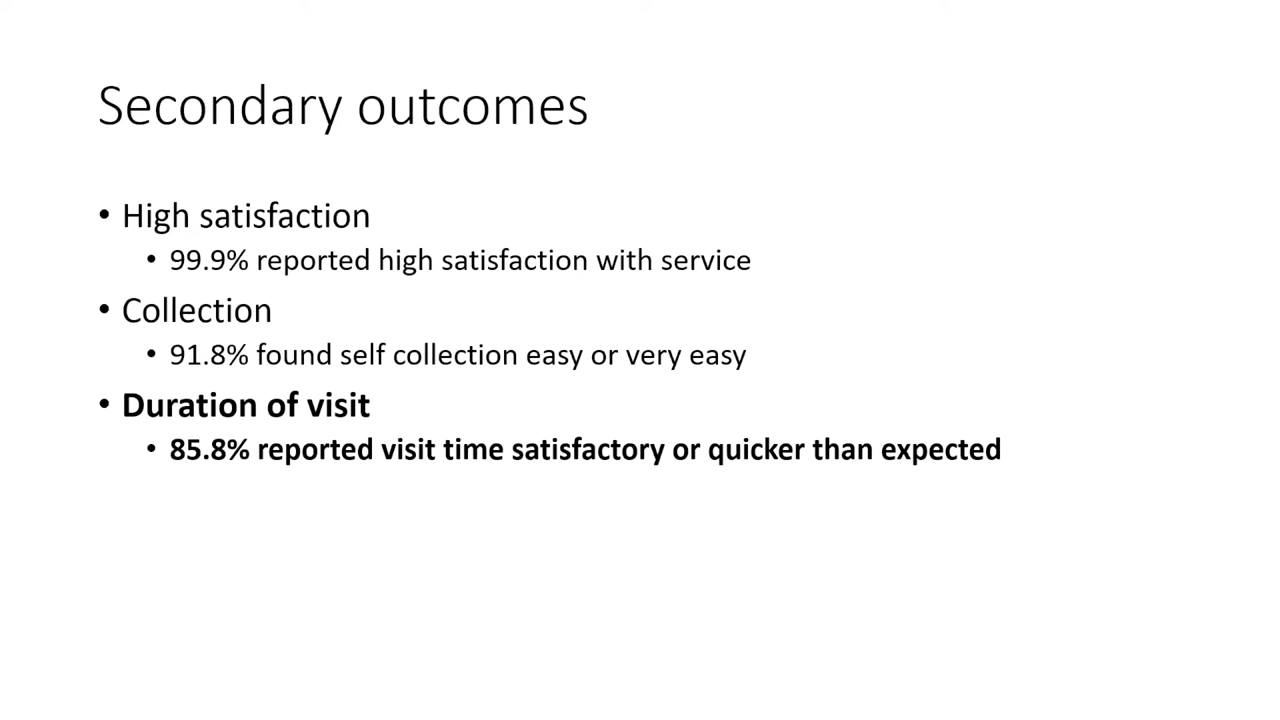 Secondary outcomes
• High satisfaction
• 99.9% reported high satisfaction with service
• Collection
• 91.8% found self collection easy or very easy
• Duration of visit
• 85.8% reported visit time satisfactory or quicker than expected